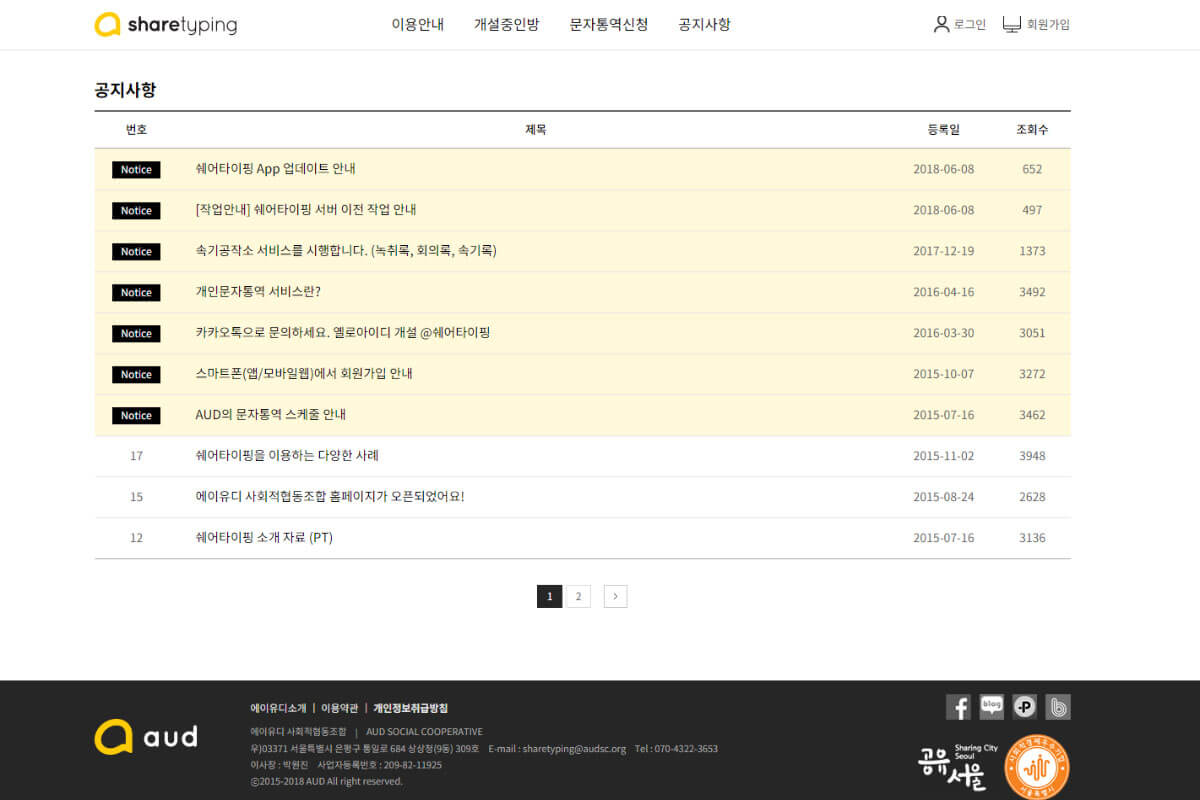 sharetyping
이용안내 개설중인방 문자통역신청 공지사항
로그인 회원가입
공지사항
번호 제목 등록일 조회수
Notice 쉐어타이핑 App 업데이트 안내 2018-06-08 652
Notice [작업안내] 쉐어타이핑 서버 이전 작업 안내 2018-06-08 497
Notice 속기공작소 서비스를 시행합니다. (녹취록, 회의록, 속기록) 2017-12-19 1373
Notice 개인문자통역 서비스란? 2016-04-16 3492
Notice 카카오톡으로 문의하세요. 옐로아이디 개설 @쉐어타이핑 2016-03-30 3051
Notice 스마트폰(앱/모바일웹)에서 회원가입 안내 2015-10-07 3272
Notice AUD의 문자통역 스케줄 안내 2015-07-16 3462
17 쉐어타이핑을 이용하는 다양한 사례 2015-11-02 3948
15 에이유디 사회적협동조합 홈페이지가 오픈되었어요! 2015-08-24 2628
12 쉐어타이핑 소개 자료 (PT) 2015-07-16 3136
1 2 >
aud
에이유디소개 | 이용약관 | 개인정보취급방침
에이유디 사회적협동조합 | AUD SOCIAL COOPERATIVE
우)03371 서울특별시 은평구 통일로 684 상상청(9동) 309호 E-mail : sharetyping@audsc.org Tel : 070-4322-3653
이사장 : 박원진 사업자등록번호 : 209-82-11925
©2015-2018 AUD All right reserved.
f blog P b
공유서울 Sharing City Seoul
서울특별시